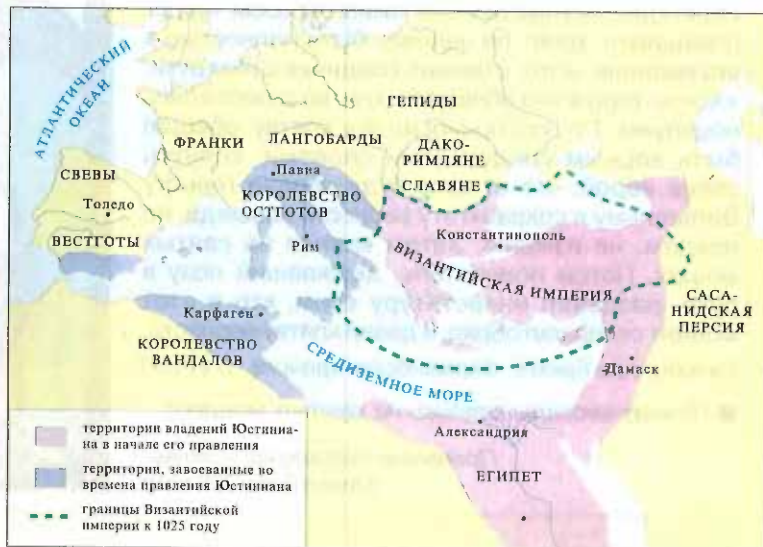 АТЛАНТИЧЕСКИЙ
ОКЕАН
ГЕПИДЫ
ФРАНКИ
ЛАНГОБАРДЫ
ДАКО-
РИМЛЯНЕ
СЛАВЯНЕ
СВЕВЫ
Павиа
Толедо
КОРОЛЕВСТВО
ОСТГОТОВ
Константинополь
ВЕСТГОТЫ
Рим
ВИЗАНТИЙСКАЯ ИМПЕРИЯ
САСА-
НИДСКАЯ
ПЕРСИЯ
Карфаген
КОРОЛЕВСТВО
ВАНДАЛОВ
СРЕДИЗЕМНОЕ МОРЕ
Дамаск
Александрия
ЕГИПЕТ
территории владений Юстиниа-
на в начале его правления
территории, завоеванные во
времена правления Юстиниана
границы Византийской
империи к 1025 году